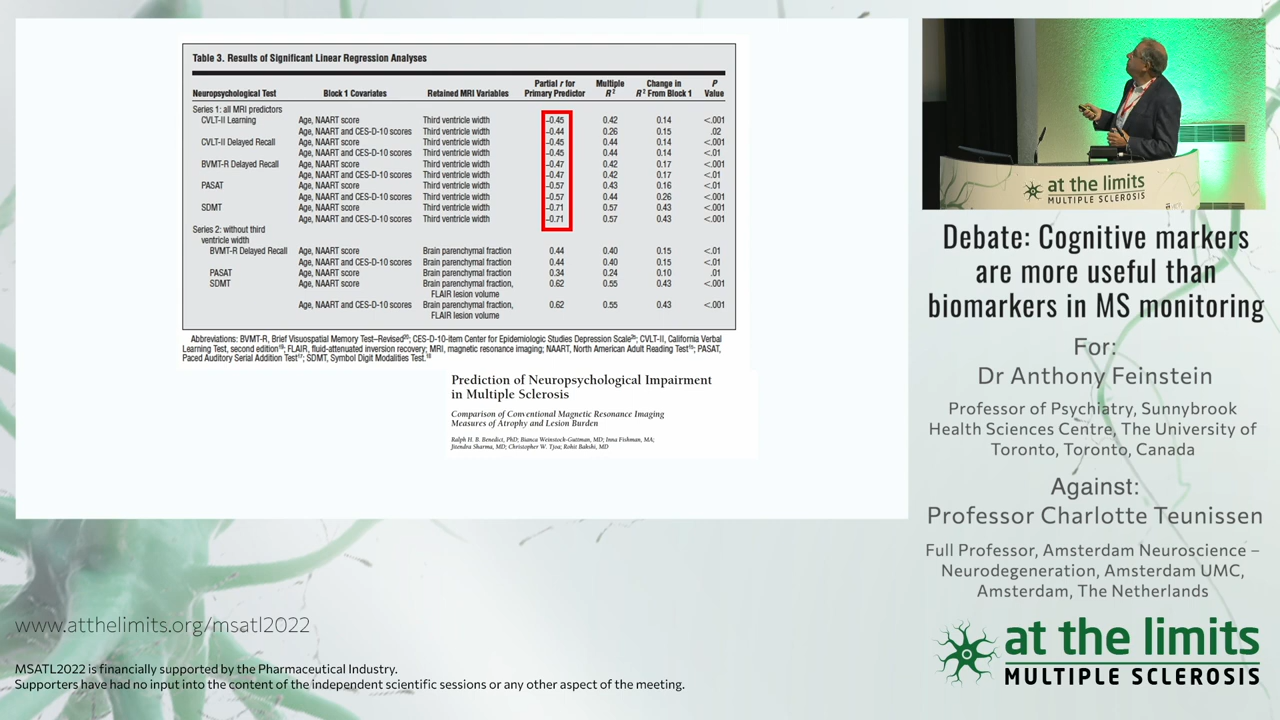 Table 3. Results of Significant Linear Regression Analyses
Neuropsychological Test Block 1 Covariates Retained MRI Variables Partial r for Primary Predictor Multiple R² Change in R² From Block 1 P Value
Series 1: all MRI predictors
CVLT-II Learning Age, NAART score Third ventricle width −0.45 0.42 0.14 <.001
Age, NAART and CES-D-10 scores Third ventricle width −0.44 0.26 0.15 .02
CVLT-II Delayed Recall Age, NAART score Third ventricle width −0.45 0.44 0.14 <.001
Age, NAART and CES-D-10 scores Third ventricle width −0.45 0.44 0.14 <.01
BVMT-R Delayed Recall Age, NAART score Third ventricle width −0.47 0.42 0.17 <.001
Age, NAART and CES-D-10 scores Third ventricle width −0.47 0.42 0.17 <.01
PASAT Age, NAART score Third ventricle width −0.57 0.43 0.16 <.01
Age, NAART and CES-D-10 scores Third ventricle width −0.57 0.44 0.26 <.001
SDMT Age, NAART score Third ventricle width −0.71 0.57 0.43 <.001
Age, NAART and CES-D-10 scores Third ventricle width −0.71 0.57 0.43 <.001
Series 2: without third
ventricle width
BVMT-R Delayed Recall Age, NAART score Brain parenchymal fraction 0.44 0.40 0.15 <.01
Age, NAART and CES-D-10 scores Brain parenchymal fraction 0.44 0.40 0.15 <.01
PASAT Age, NAART score Brain parenchymal fraction 0.34 0.24 0.10 .01
SDMT Age, NAART score Brain parenchymal fraction, 0.62 0.55 0.43 <.001
FLAIR lesion volume
Age, NAART and CES-D-10 scores Brain parenchymal fraction, 0.62 0.55 0.43 <.001
FLAIR lesion volume
Abbreviations: BVMT-R, Brief Visuospatial Memory Test–Revised; CES-D-10, 10-item Center for Epidemiologic Studies Depression Scale; CVLT-II, California Verbal
Learning Test, second edition; FLAIR, fluid-attenuated inversion recovery; MRI, magnetic resonance imaging; NAART, North American Adult Reading Test; PASAT,
Paced Auditory Serial Addition Test; SDMT, Symbol Digit Modalities Test.
Prediction of Neuropsychological Impairment
in Multiple Sclerosis
Comparison of Conventional Magnetic Resonance Imaging
Measures of Atrophy and Lesion Burden
Ralph H. B. Benedict, PhD; Bianca Weinstock-Guttman, MD; Inna Fishman, MA;
Jitendra Sharma, MD; Christopher W. Tjoa; Rohit Bakshi, MD
at the limits
MULTIPLE SCLEROSIS
Debate: Cognitive markers
are more useful than
biomarkers in MS monitoring
For:
Dr Anthony Feinstein
Professor of Psychiatry, Sunnybrook
Health Sciences Centre, The University of
Toronto, Toronto, Canada
Against:
Professor Charlotte Teunissen
Full Professor, Amsterdam Neuroscience –
Neurodegeneration, Amsterdam UMC,
Amsterdam, The Netherlands
at the limits
MULTIPLE SCLEROSIS
www.atthelimits.org/msatl2022
MSATL2022 is financially supported by the Pharmaceutical Industry.
Supporters have had no input into the content of the independent scientific sessions or any other aspect of the meeting.